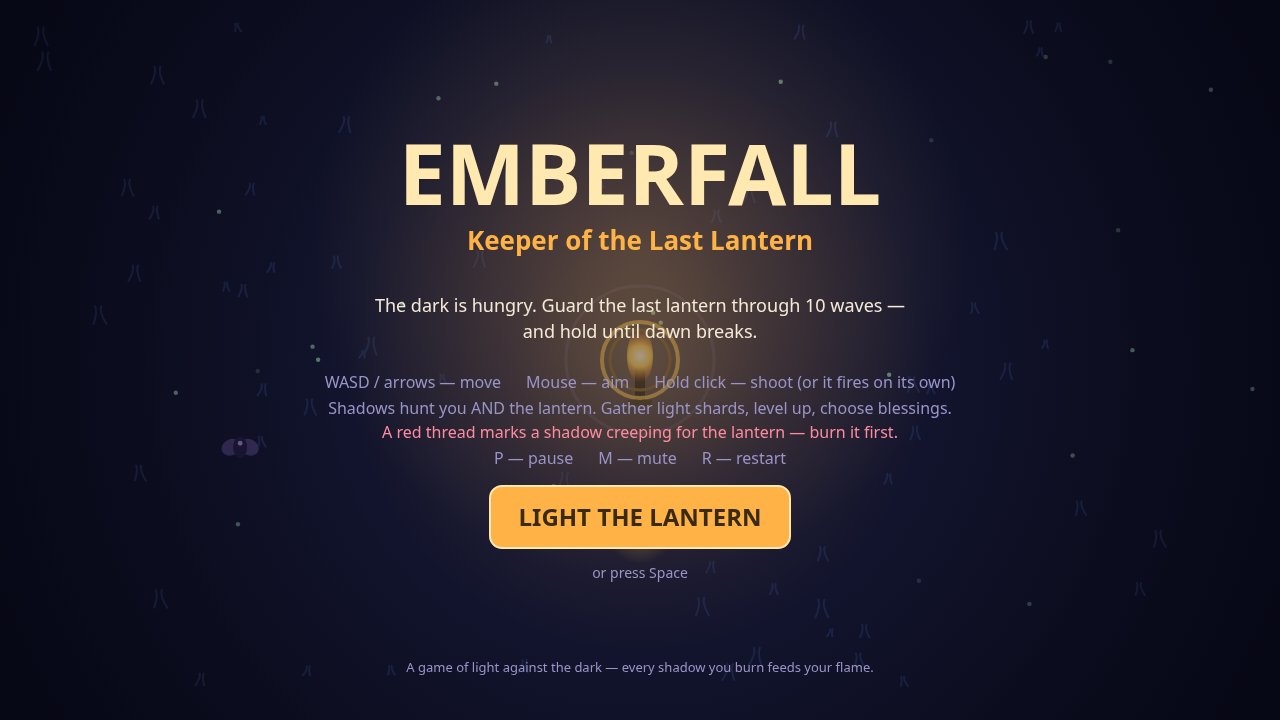 EMBERFALL
Keeper of the Last Lantern
The dark is hungry. Guard the last lantern through 10 waves —
and hold until dawn breaks.
WASD / arrows — move Mouse — aim Hold click — shoot (or it fires on its own)
Shadows hunt you AND the lantern. Gather light shards, level up, choose blessings.
A red thread marks a shadow creeping for the lantern — burn it first.
P — pause M — mute R — restart
LIGHT THE LANTERN
or press Space
A game of light against the dark — every shadow you burn feeds your flame.